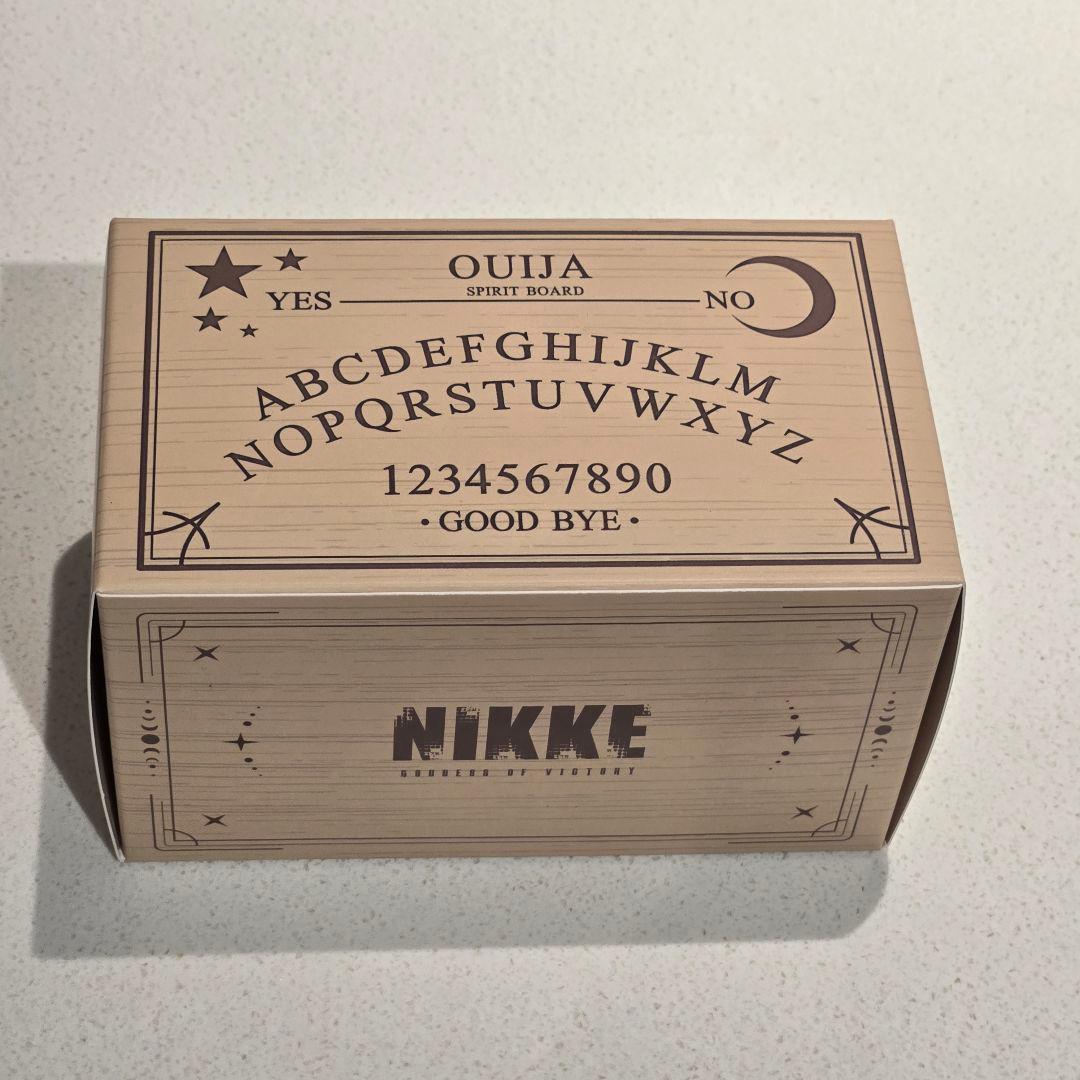 OUIJA
SPIRIT BOARD
YES NO
ABCDEFGHIJKLM
NOPQRSTUVWXYZ
1234567890
• GOOD BYE •
NIKKE
GODDESS OF VICTORY